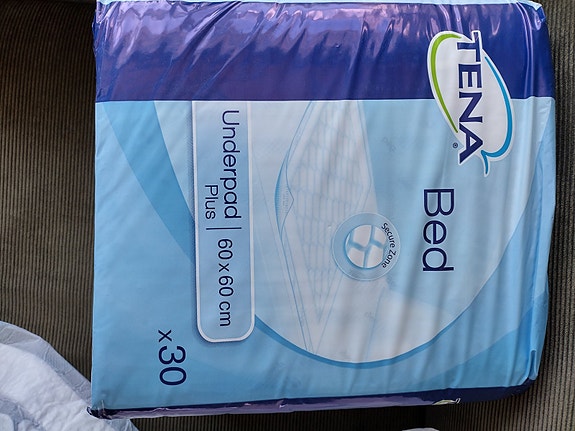 TENA®
Bed
Secure Zone
Underpad
Plus | 60 x 60 cm
x30